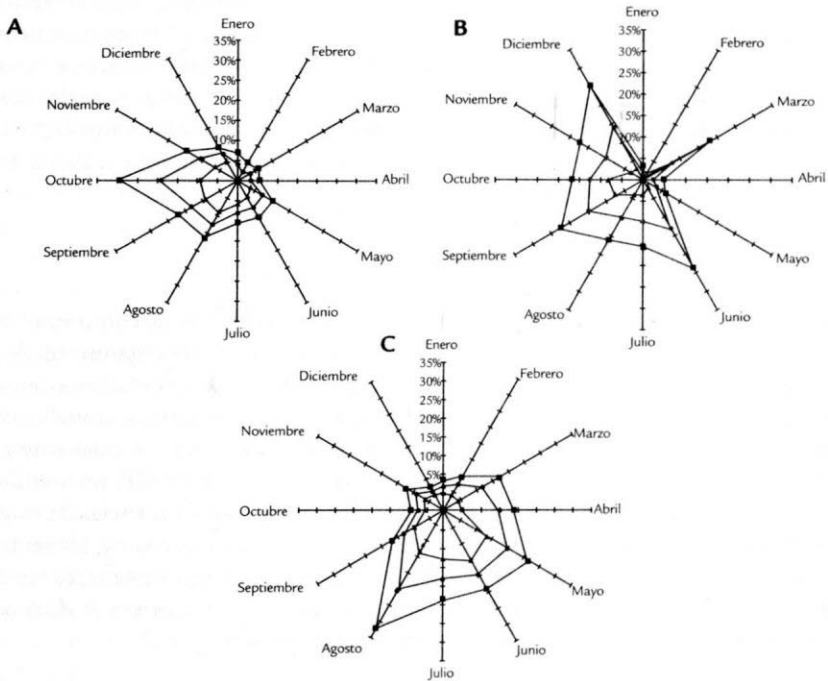 A
Enero
35%
30%
25%
20%
15%
10%
Febrero
Marzo
Abril
Mayo
Junio
Julio
Agosto
Septiembre
Octubre
Noviembre
Diciembre
B
Enero
35%
30%
25%
20%
15%
10%
Febrero
Marzo
Abril
Mayo
Junio
Julio
Agosto
Septiembre
Octubre
Noviembre
Diciembre
C
Enero
35%
30%
25%
20%
15%
10%
5%
Febrero
Marzo
Abril
Mayo
Junio
Julio
Agosto
Septiembre
Octubre
Noviembre
Diciembre